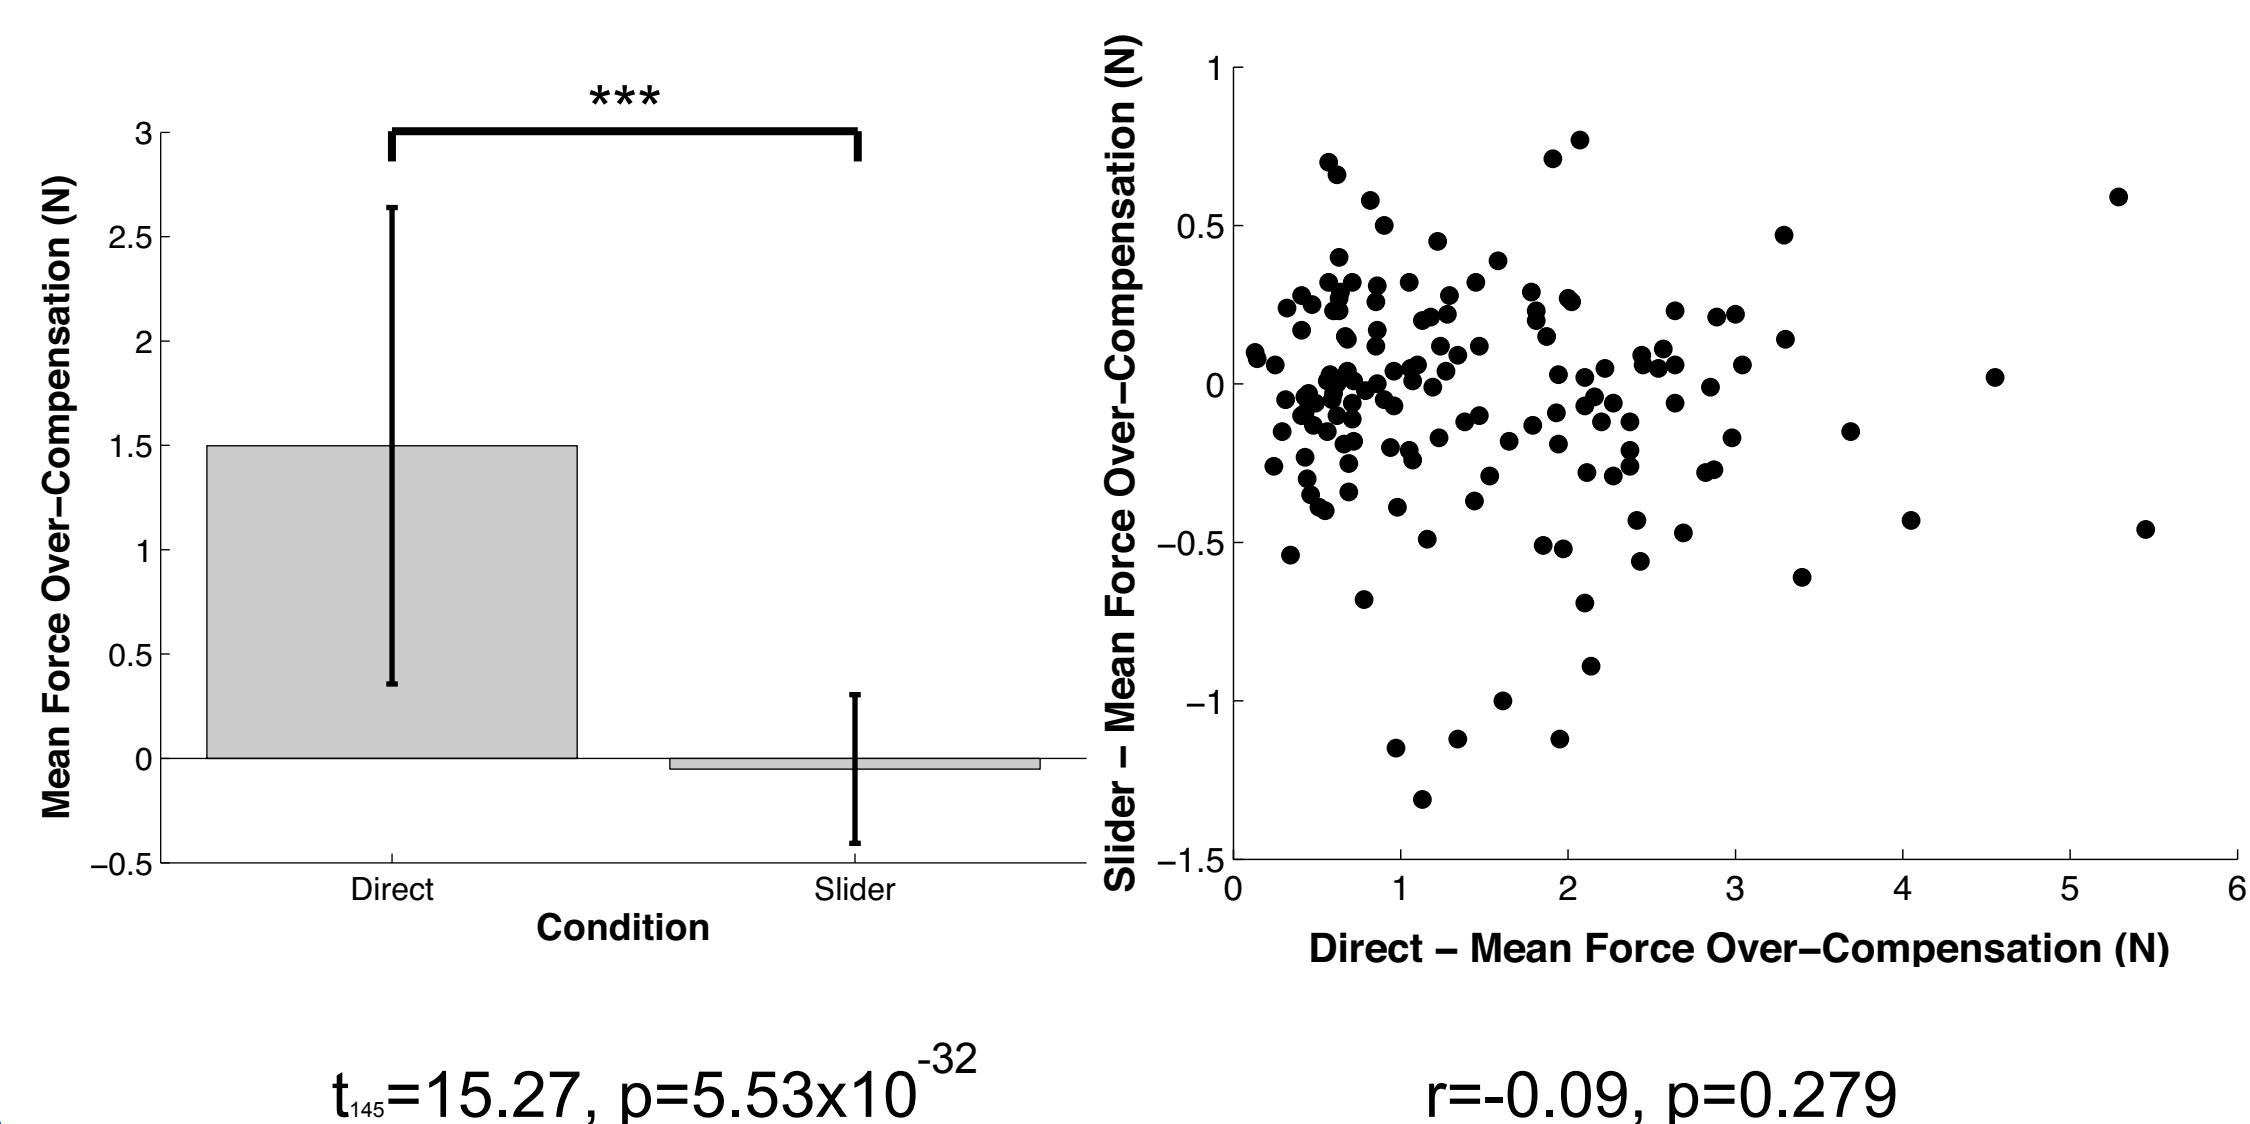 ***
Mean Force Over–Compensation (N)
3
2.5
2
1.5
1
0.5
0
−0.5
Direct
Slider
Condition
t145=15.27, p=5.53x10-32
Slider – Mean Force Over–Compensation (N)
1
0.5
0
−0.5
−1
−1.5
0 1 2 3 4 5 6
Direct – Mean Force Over–Compensation (N)
r=-0.09, p=0.279